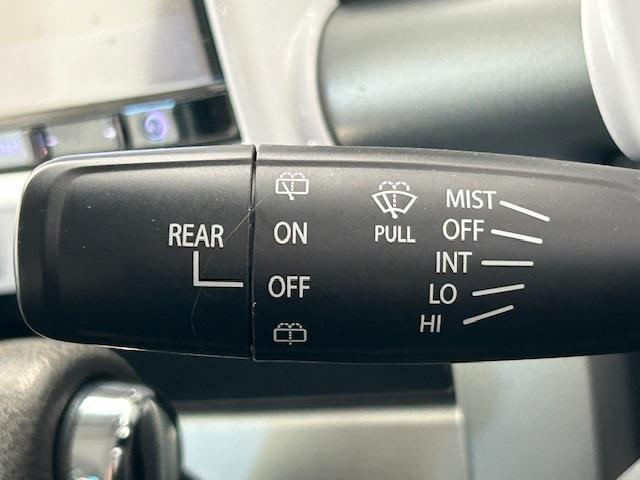 REAR
ON
OFF
PULL
MIST
OFF
INT
LO
HI